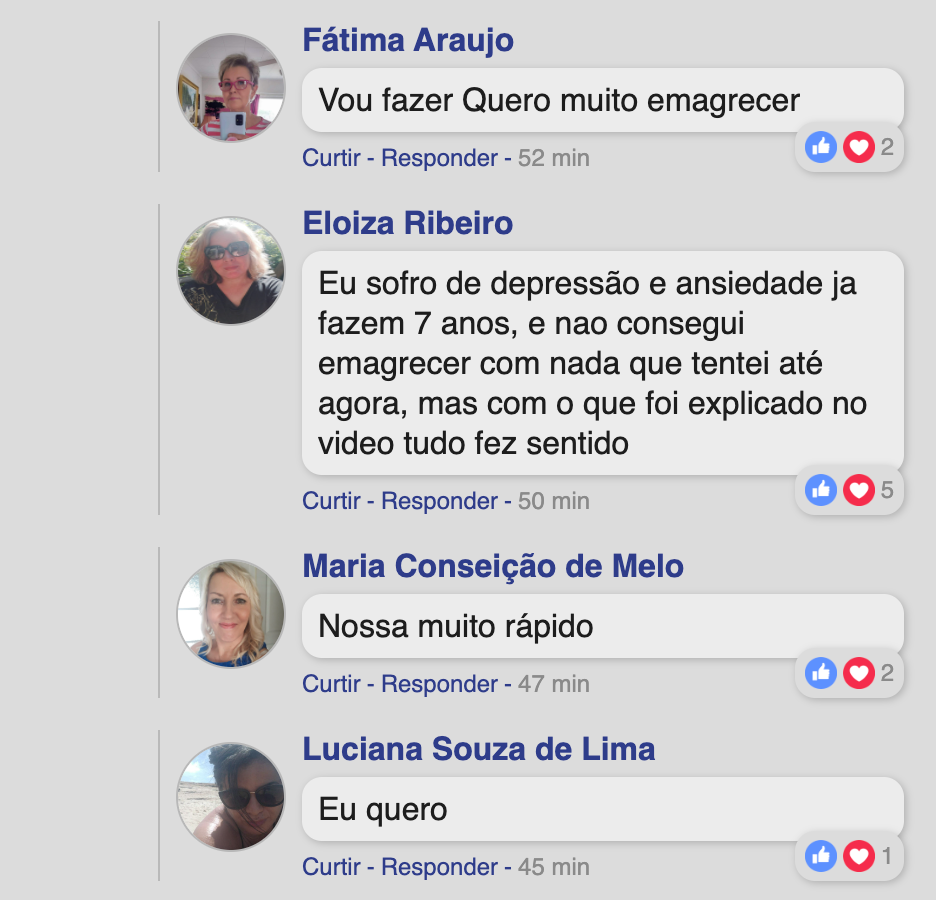 Fátima Araujo
Vou fazer Quero muito emagrecer
Curtir - Responder - 52 min
2
Eloiza Ribeiro
Eu sofro de depressão e ansiedade ja
fazem 7 anos, e nao consegui
emagrecer com nada que tentei até
agora, mas com o que foi explicado no
video tudo fez sentido
Curtir - Responder - 50 min
5
Maria Conseição de Melo
Nossa muito rápido
Curtir - Responder - 47 min
2
Luciana Souza de Lima
Eu quero
Curtir - Responder - 45 min
1